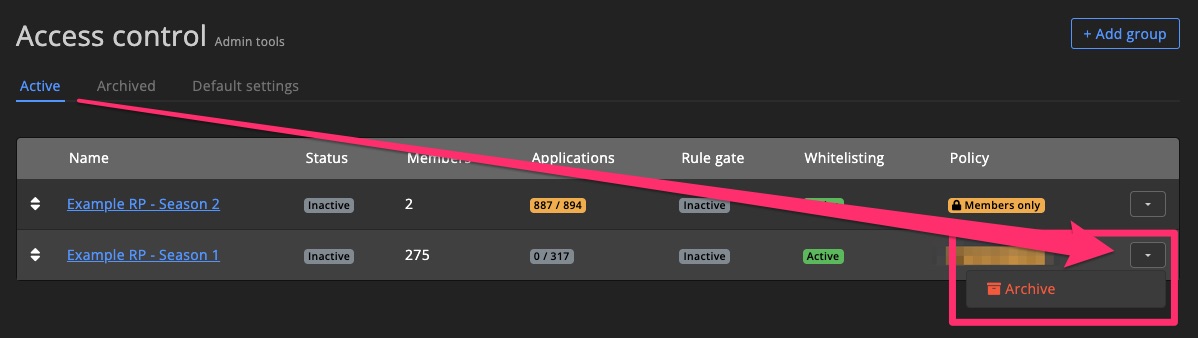 Access control Admin tools
+ Add group
Active Archived Default settings
Name Status Members Applications Rule gate Whitelisting Policy
Example RP - Season 2 Inactive 2 887 / 894 Inactive Members only
Example RP - Season 1 Inactive 275 0 / 317 Inactive Active
Archive